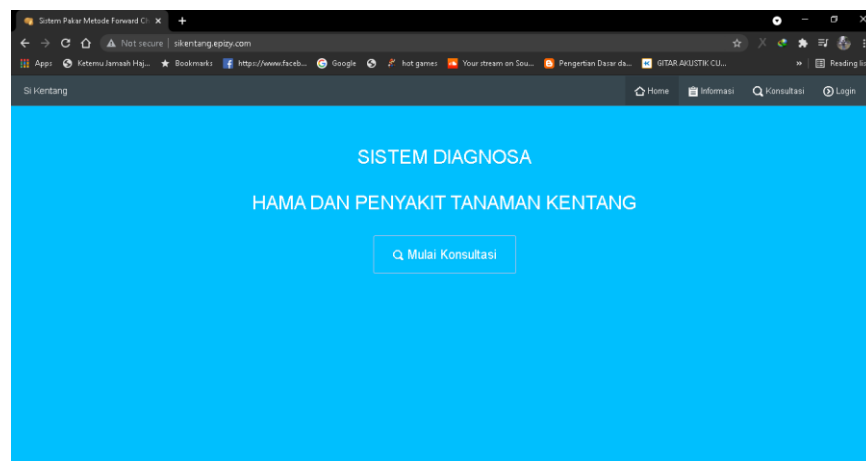 Sistem Pakar Metode Forward Ch
Not secure | sikentang.epizy.com
Apps Ketemu Jamaah Haj... Bookmarks https://www.faceb... Google hot games Your stream on Sou... Pengertian Dasar da... GITAR AKUSTIK CU... » Reading lis
Si Kentang Home Informasi Konsultasi Login
SISTEM DIAGNOSA
HAMA DAN PENYAKIT TANAMAN KENTANG
Mulai Konsultasi